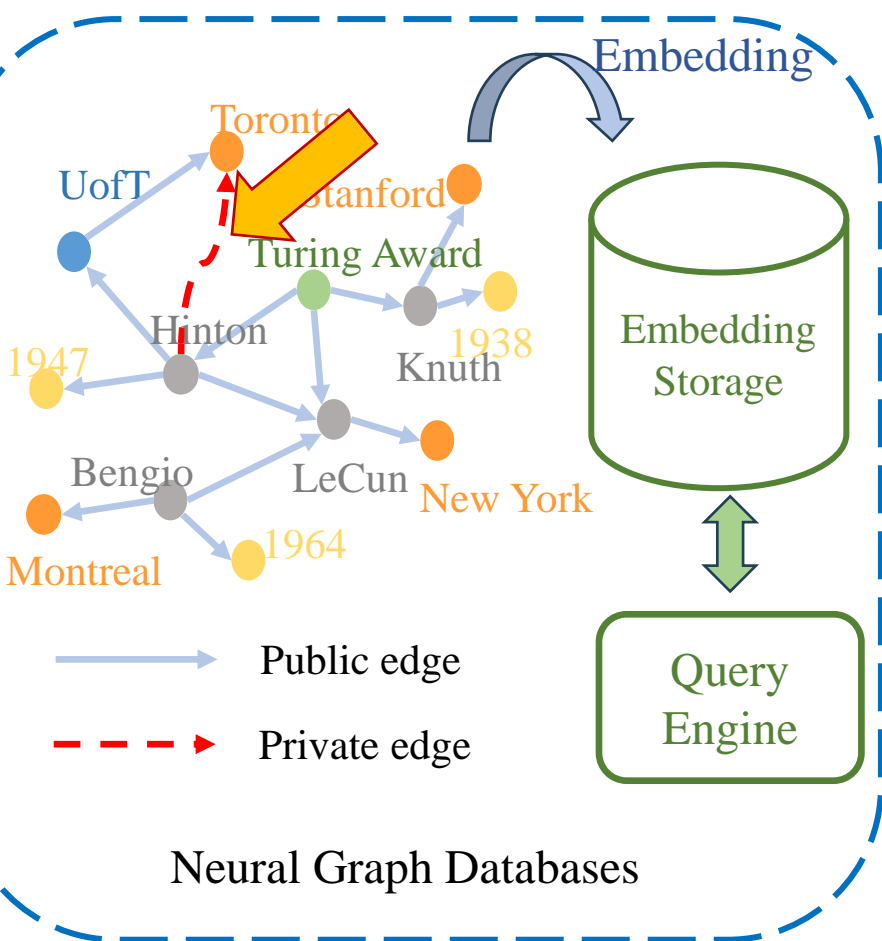 Embedding
Toronto
UofT
Stanford
Turing Award
Hinton
1938
1947
Knuth
Embedding
Storage
Bengio
LeCun
New York
1964
Montreal
Public edge
Query
Engine
Private edge
Neural Graph Databases